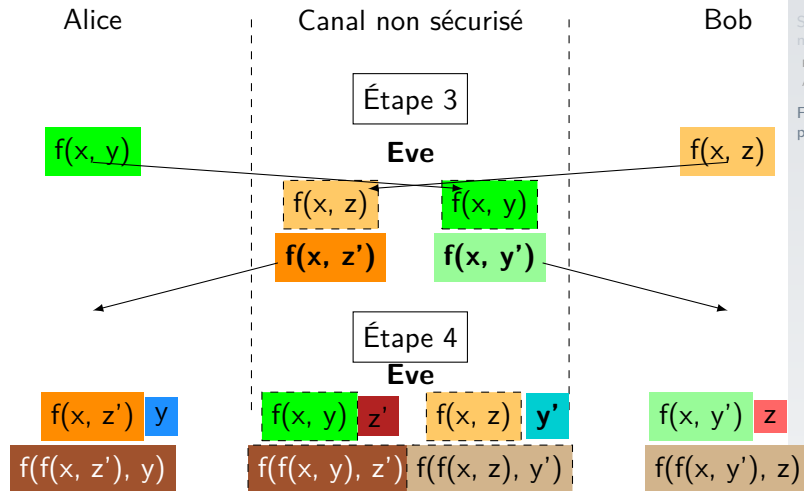 Alice Canal non sécurisé Bob
Étape 3
Eve
f(x, y) f(x, z)
f(x, z) f(x, y)
f(x, z') f(x, y')
Étape 4
Eve
f(x, z') y f(x, y) z' f(x, z) y' f(x, y') z
f(f(x, z'), y) f(f(x, y), z') f(f(x, z), y') f(f(x, y'), z)